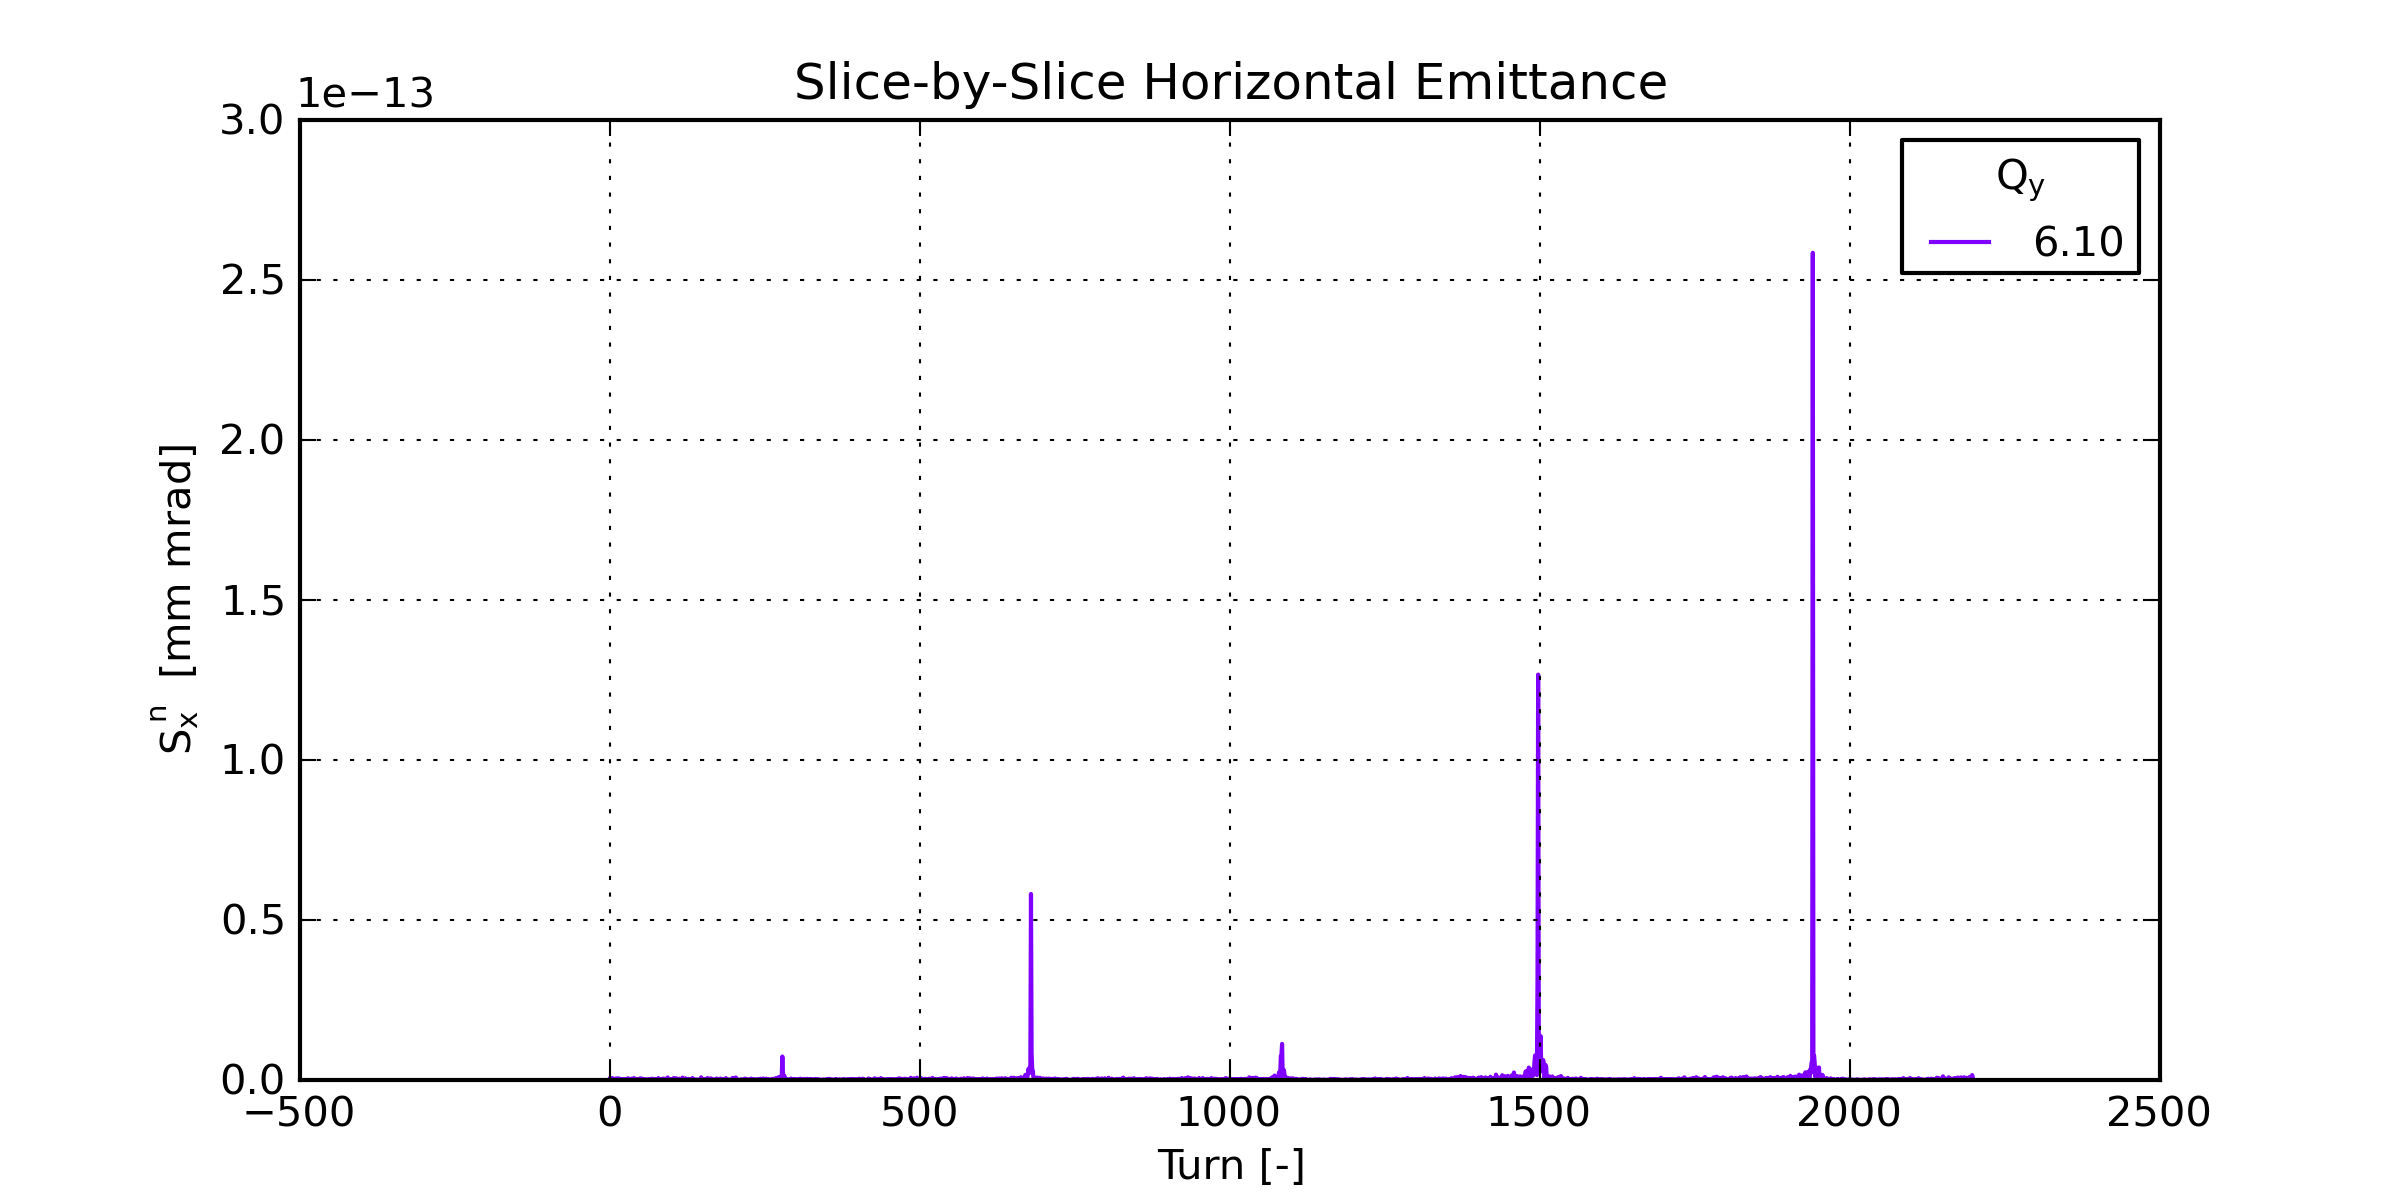 Slice-by-Slice Horizontal Emittance
1e−13
3.0
2.5
2.0
1.5
1.0
0.5
0.0
S_x^n [mm mrad]
Q_y
6.10
−500 0 500 1000 1500 2000 2500
Turn [-]